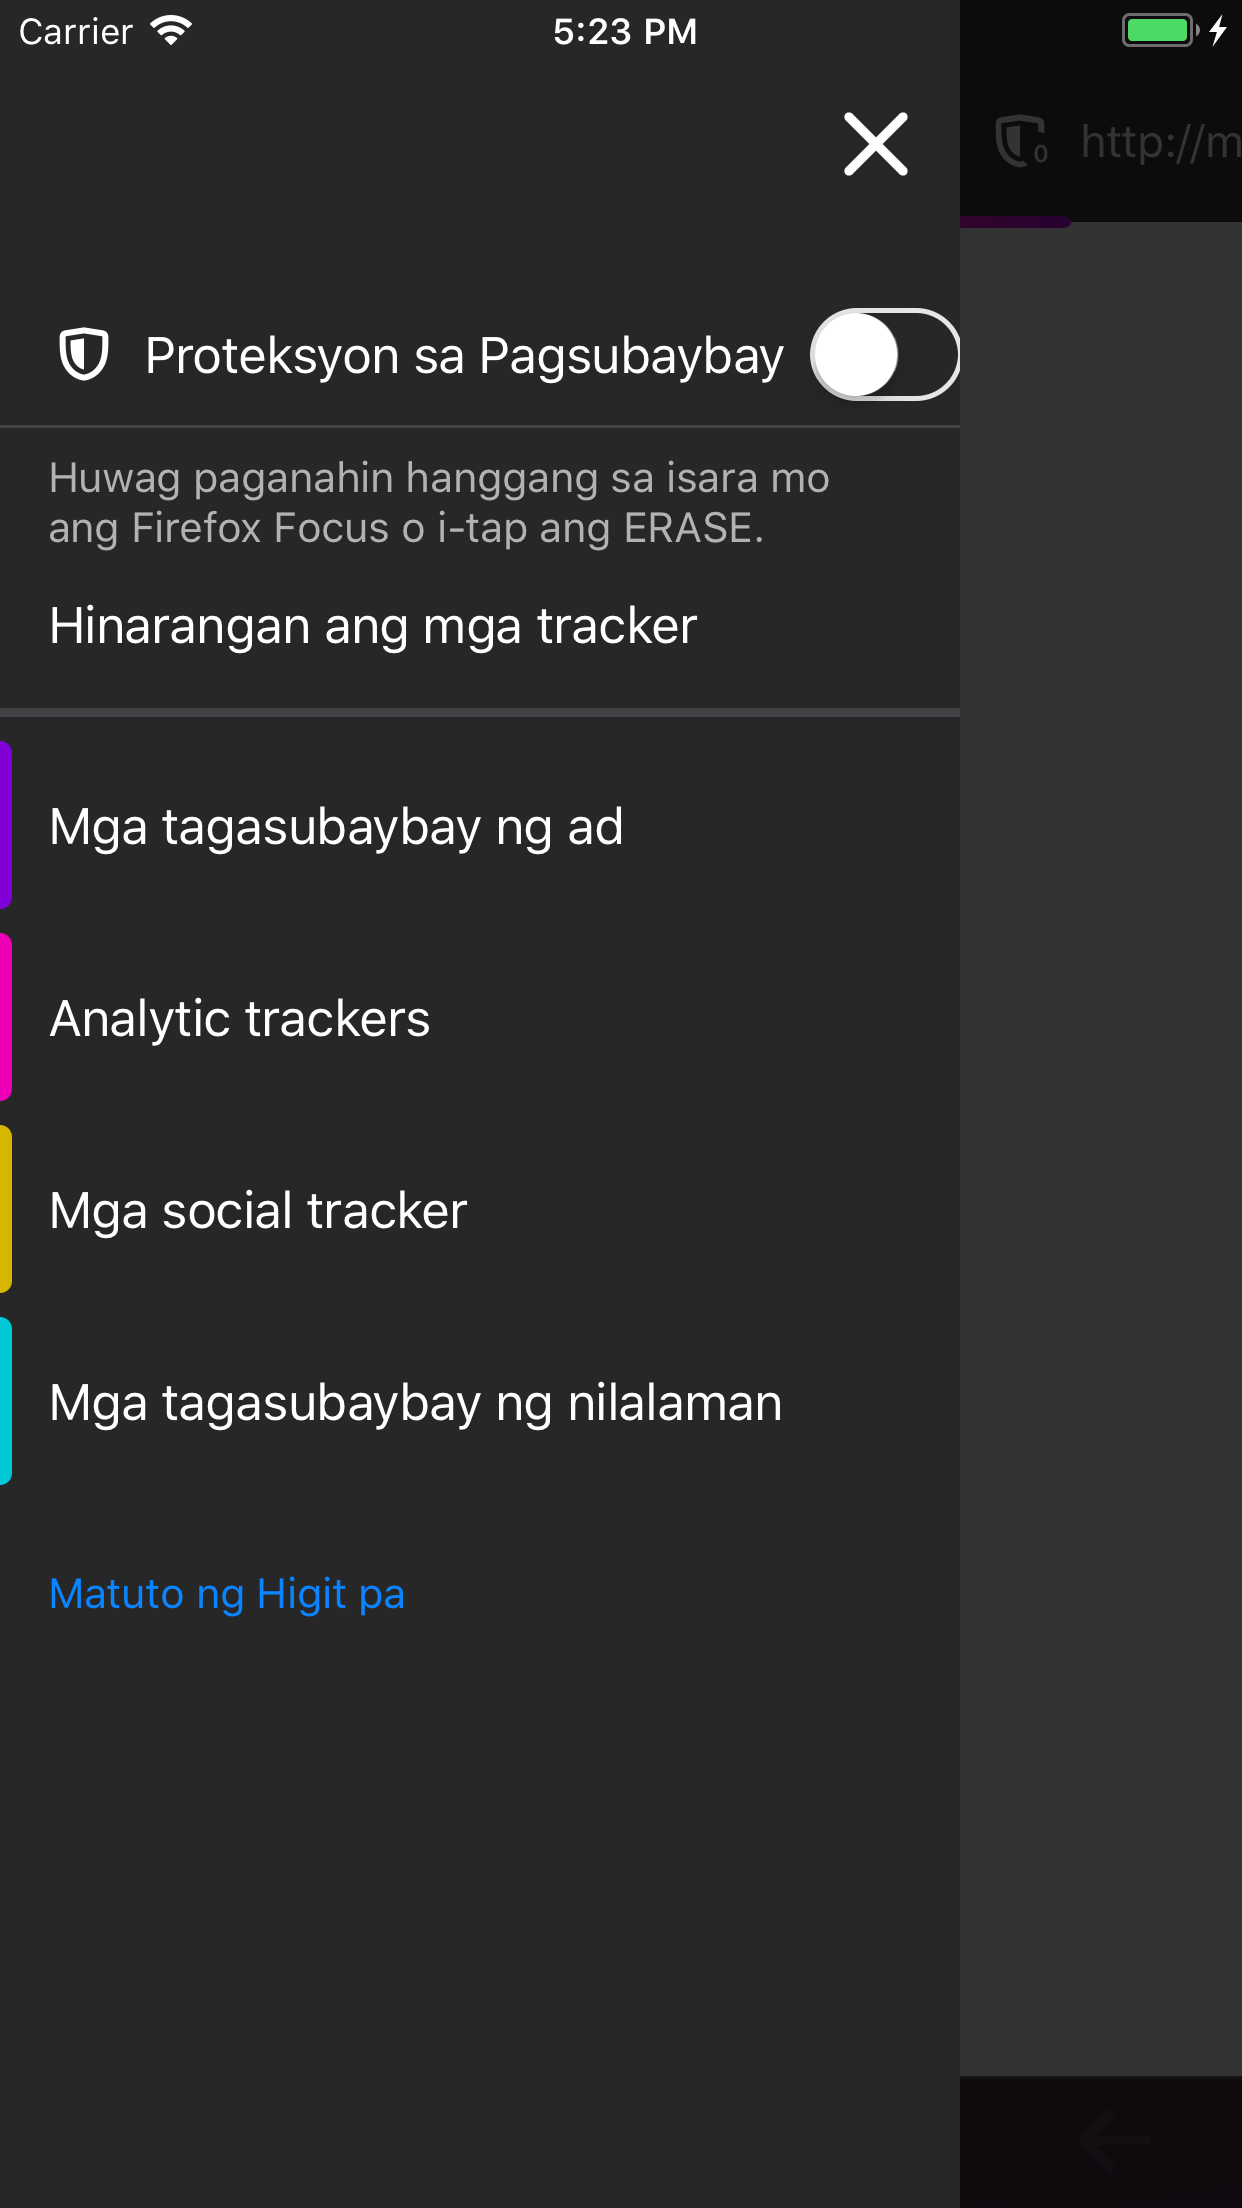 Carrier
5:23 PM
0
http://m
Proteksyon sa Pagsubaybay
Huwag paganahin hanggang sa isara mo
ang Firefox Focus o i-tap ang ERASE.
Hinarangan ang mga tracker
Mga tagasubaybay ng ad
Analytic trackers
Mga social tracker
Mga tagasubaybay ng nilalaman
Matuto ng Higit pa